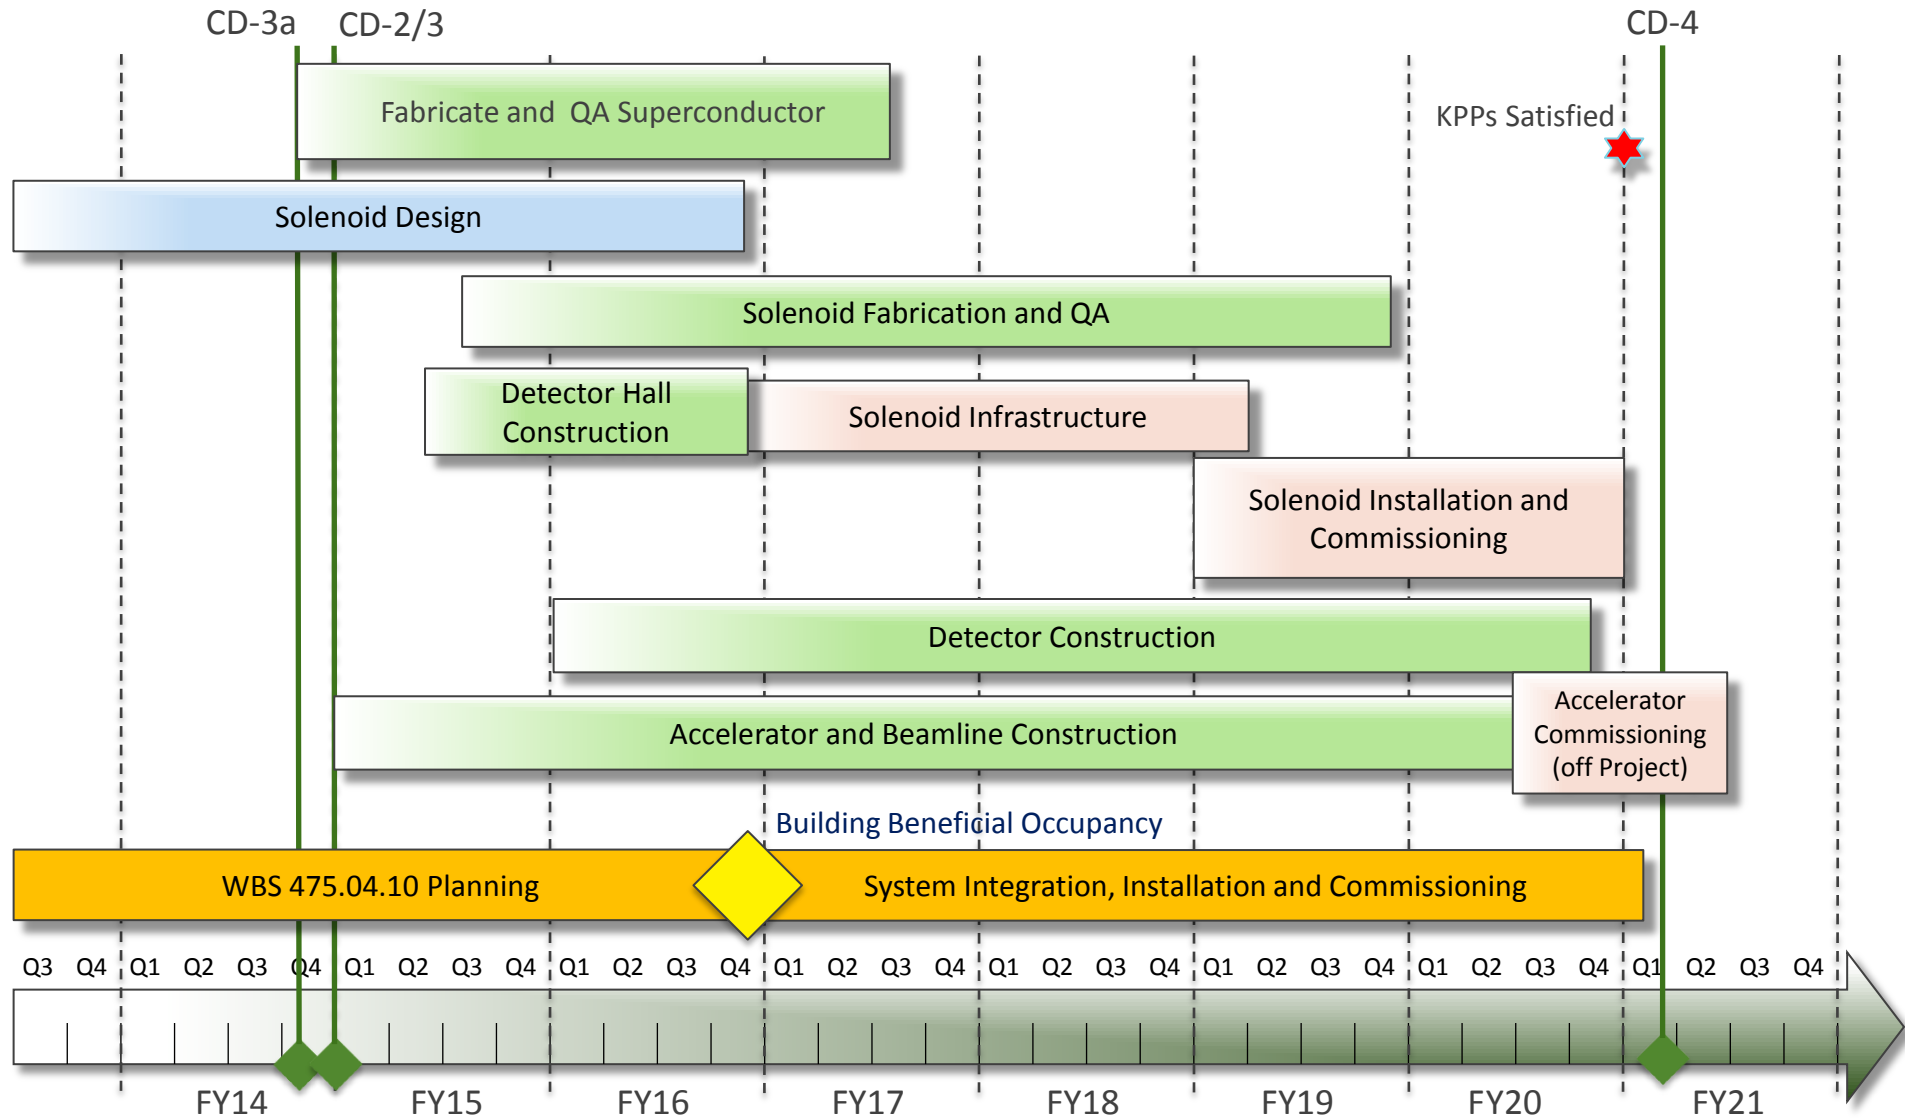 CD-3a
CD-2/3
CD-4
Fabricate and QA Superconductor
KPPs Satisfied
Solenoid Design
Solenoid Fabrication and QA
Detector Hall
Construction
Solenoid Infrastructure
Solenoid Installation and
Commissioning
Detector Construction
Accelerator and Beamline Construction
Accelerator
Commissioning
(off Project)
Building Beneficial Occupancy
WBS 475.04.10 Planning
System Integration, Installation and Commissioning
Q3 Q4 Q1 Q2 Q3 Q4 Q1 Q2 Q3 Q4 Q1 Q2 Q3 Q4 Q1 Q2 Q3 Q4 Q1 Q2 Q3 Q4 Q1 Q2 Q3 Q4 Q1 Q2 Q3 Q4 Q1 Q2 Q3 Q4
FY14 FY15 FY16 FY17 FY18 FY19 FY20 FY21